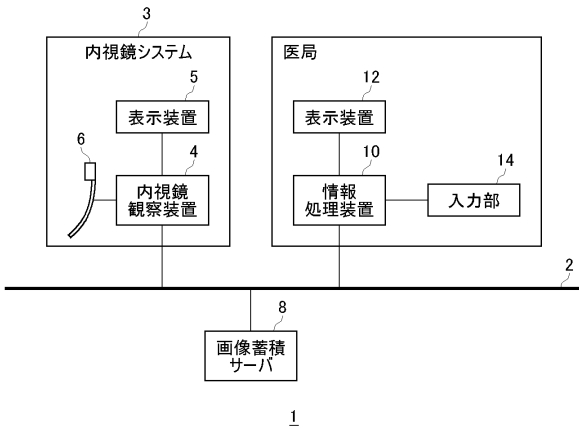 3
内視鏡システム
5
表示装置
6
4
内視鏡
観察装置
医局
12
表示装置
10
情報
処理装置
14
入力部
2
8
画像蓄積
サーバ
1